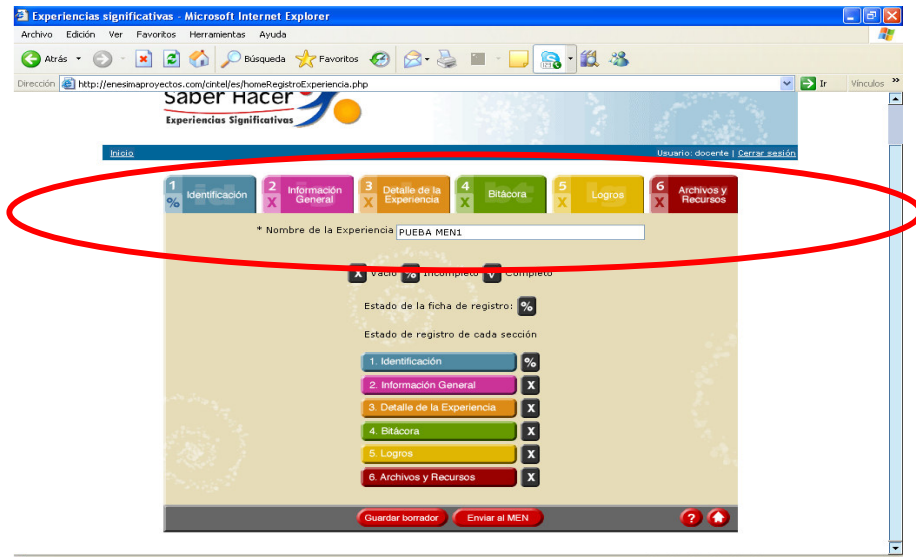 Experiencias significativas - Microsoft Internet Explorer
Archivo Edición Ver Favoritos Herramientas Ayuda
Atrás Búsqueda Favoritos
Dirección http://enesimaproyectos.com/cintel/es/homeRegistroExperiencia.php Ir Vínculos »
Saber Hacer
Experiencias Significativas
Inicio Usuario: docente | Cerrar sesión
1 % Identificación
2 X Información General
3 X Detalle de la Experiencia
4 X Bitácora
5 X Logros
6 X Archivos y Recursos
* Nombre de la Experiencia PUEBA MEN1
X Vacío % Incompleto V Completo
Estado de la ficha de registro: %
Estado de registro de cada sección
1. Identificación %
2. Información General X
3. Detalle de la Experiencia X
4. Bitácora X
5. Logros X
6. Archivos y Recursos X
Guardar borrador Enviar al MEN ?